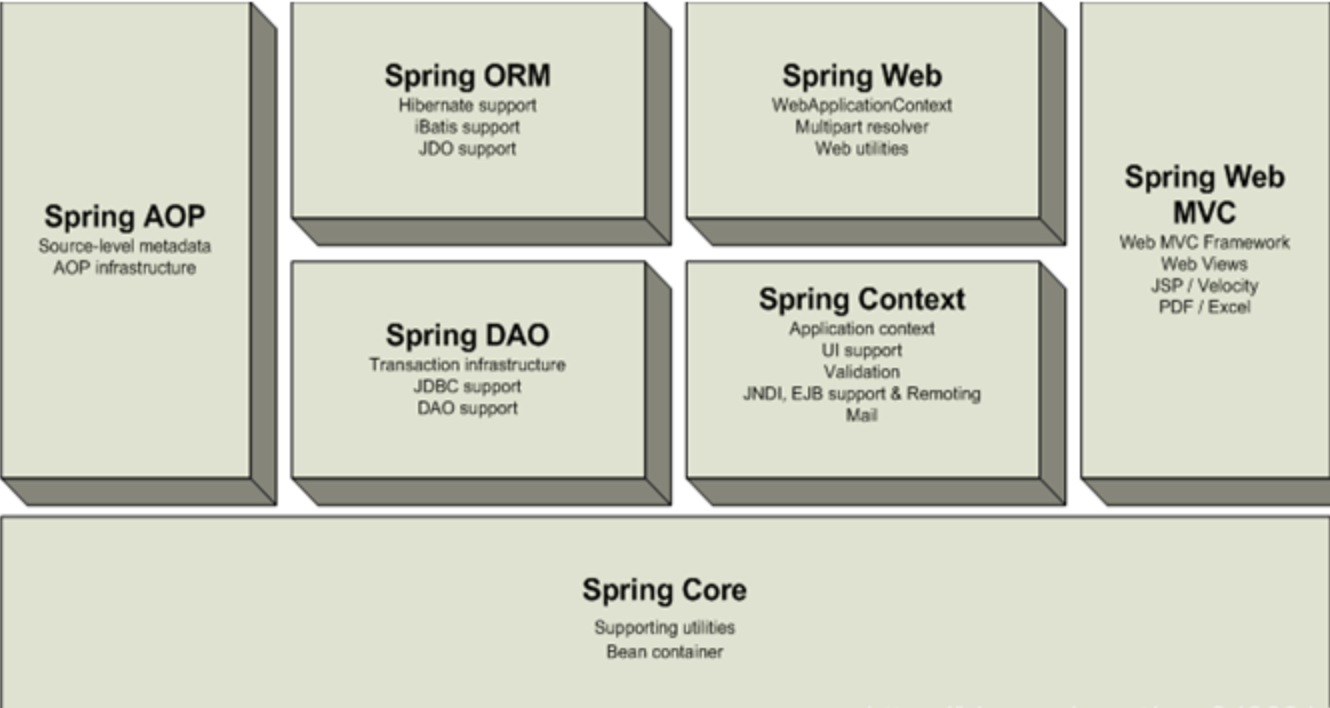 Spring AOP
Source-level metadata
AOP infrastructure
Spring ORM
Hibernate support
iBatis support
JDO support
Spring Web
WebApplicationContext
Multipart resolver
Web utilities
Spring DAO
Transaction infrastructure
JDBC support
DAO support
Spring Context
Application context
UI support
Validation
JNDI, EJB support & Remoting
Mail
Spring Web
MVC
Web MVC Framework
Web Views
JSP / Velocity
PDF / Excel
Spring Core
Supporting utilities
Bean container